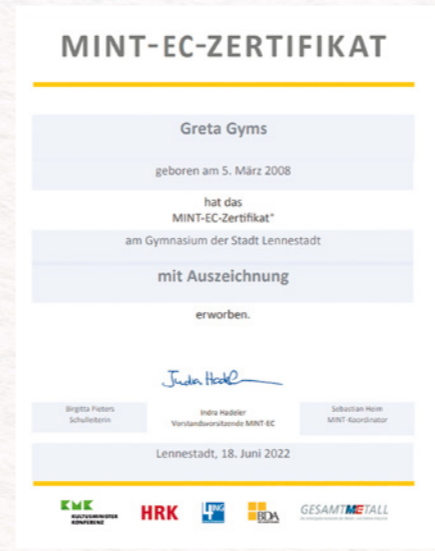 MINT-EC-ZERTIFIKAT
Greta Gyms
geboren am 5. März 2008
hat das
MINT-EC-Zertifikat"
am Gymnasium der Stadt Lennestadt
mit Auszeichnung
erworben.
Birgitta Pieters
Schulleiterin
Indra Hadeler
Vorstandsvorsitzende MINT-EC
Sebastian Heim
MINT-Koordinator
Lennestadt, 18. Juni 2022
KMK
KULTUSMINISTER
KONFERENZ
HRK
ING
BDA
GESAMTMETALL